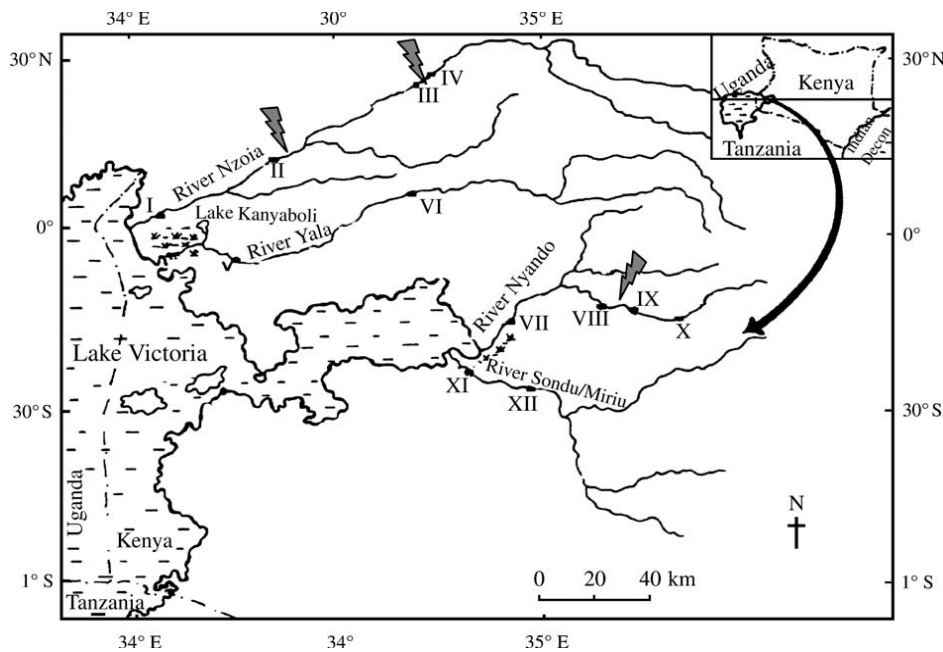 34° E
30°
35° E
30° N
30° N
IV
III
Uganda
Kenya
Tanzania
Indian
Decon
River Nzoia
II
I
Lake Kanyaboli
VI
0°
0°
River Yala
River Nyando
IX
VIII
X
VII
Lake Victoria
XI
River Sondu/Miriu
XII
30° S
30° S
Uganda
N
Kenya
0 20 40 km
1° S
1° S
Tanzania
34° E
34°
35° E